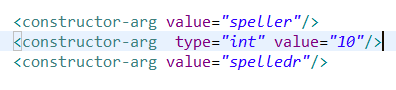 <constructor-arg value="speller"/>
<constructor-arg  type="int" value="10"/>
<constructor-arg value="spelledr"/>